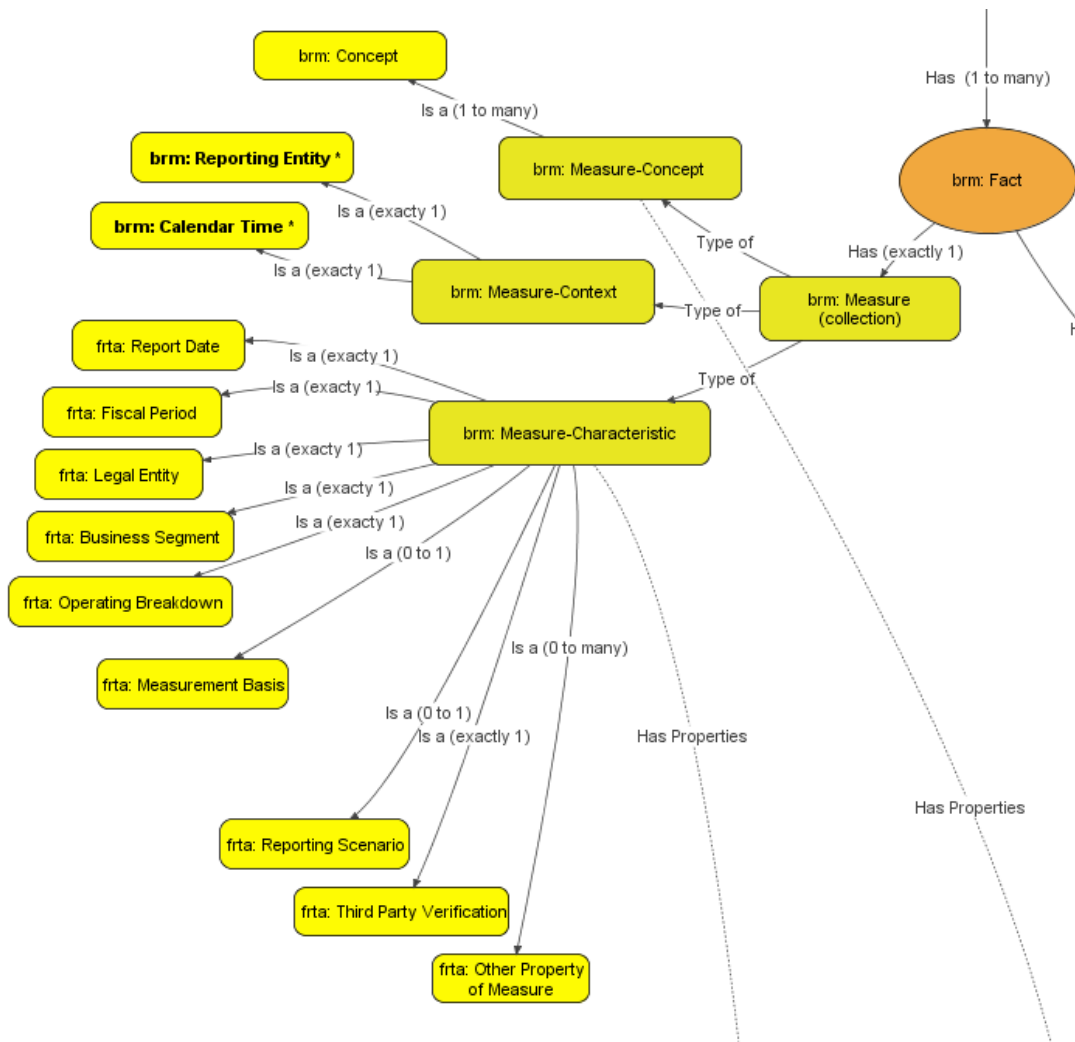 brm: Concept
Has  (1 to many)
Is a (1 to many)
brm: Reporting Entity *
brm: Measure-Concept
brm: Fact
brm: Calendar Time *
Is a (exacty 1)
Type of
Has (exactly 1)
Is a (exacty 1)
brm: Measure-Context
brm: Measure
(collection)
Type of
H
frta: Report Date
Is a (exacty 1)
Type of
Is a (exacty 1)
frta: Fiscal Period
brm: Measure-Characteristic
Is a (exacty 1)
frta: Legal Entity
Is a (exacty 1)
frta: Business Segment
Is a (exacty 1)
Is a (0 to 1)
frta: Operating Breakdown
Is a (0 to many)
frta: Measurement Basis
Is a (0 to 1)
Is a (exactly 1)
Has Properties
Has Properties
frta: Reporting Scenario
frta: Third Party Verification
frta: Other Property
of Measure